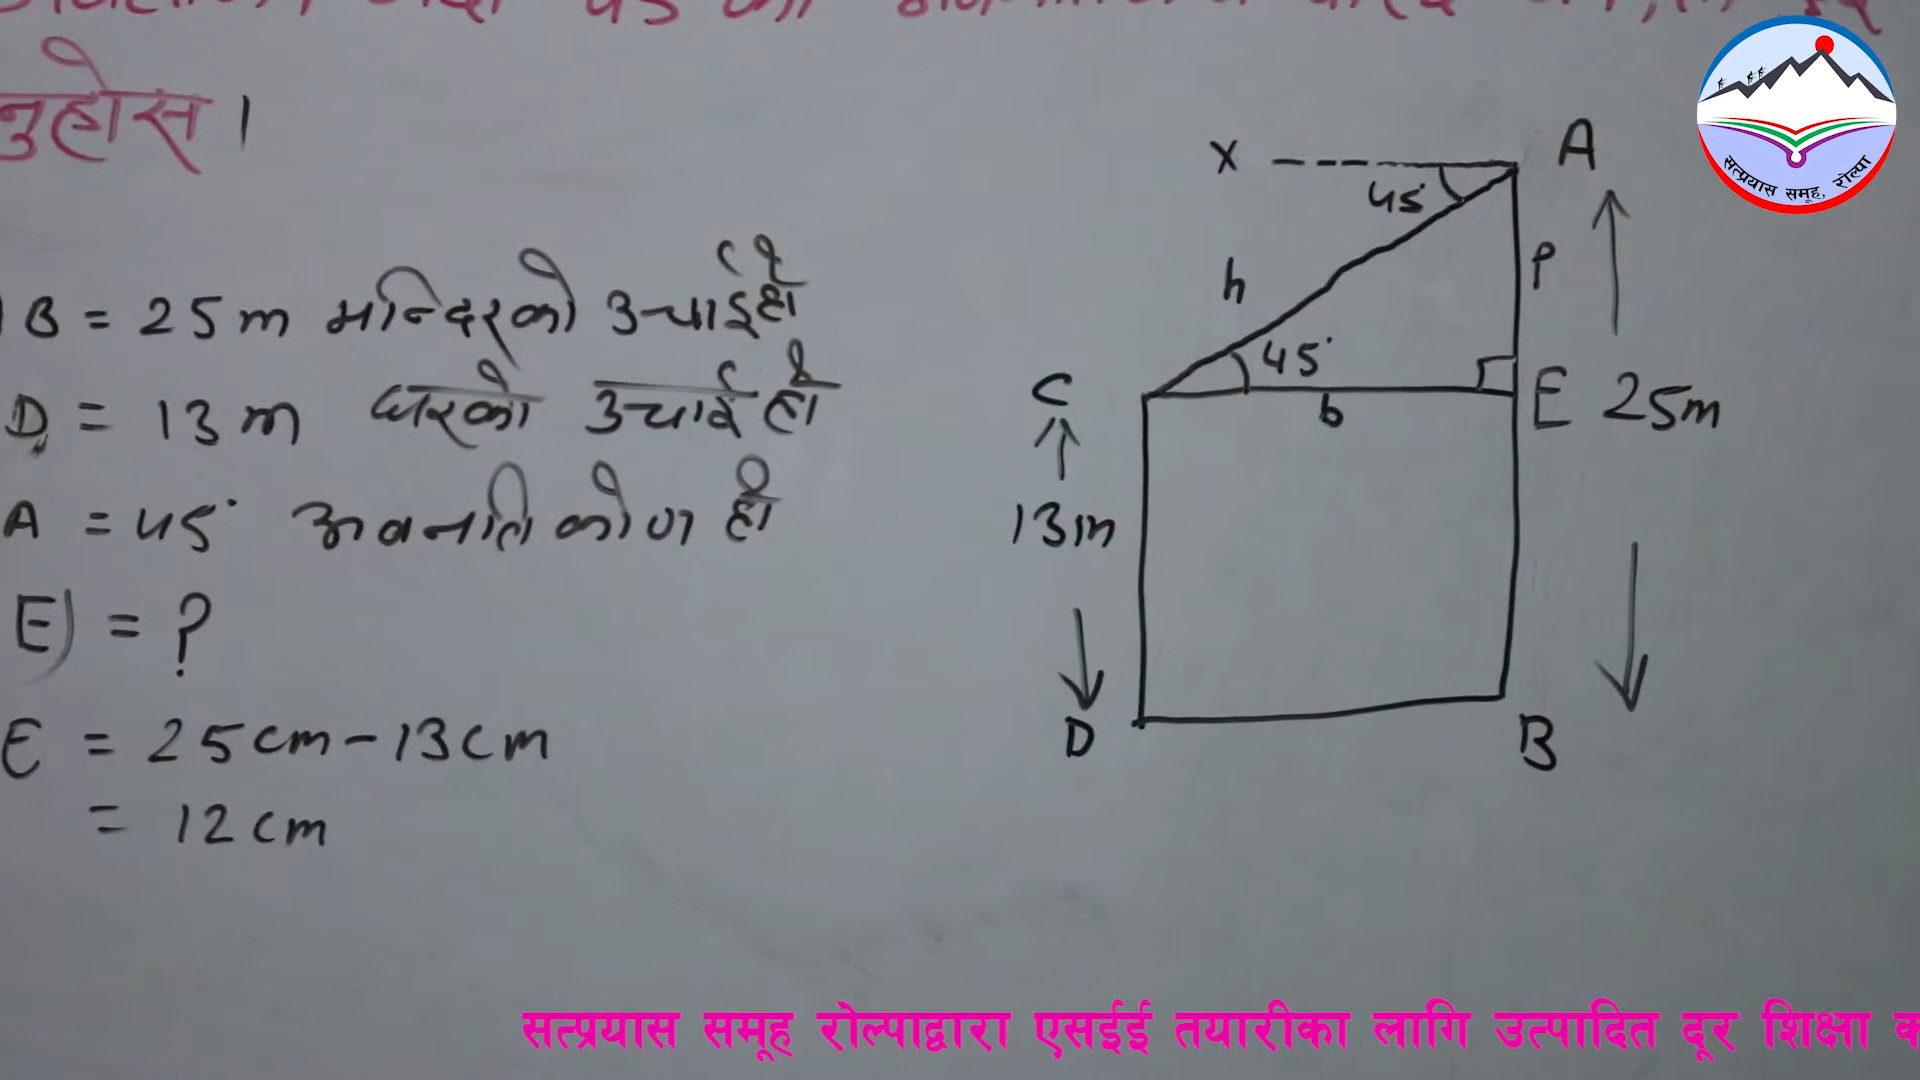 नुहोस ।
B = 25m मन्दिरको उचाई हो
D = 13m घरको उचाई हो
A = 45° अवनति कोण हो
E) = ?
E = 25cm - 13cm
= 12cm
X A
45°
h P
45°
C E 25m
b
13m
D B
सत्प्रयास समूह, रोल्पा
सत्प्रयास समूह रोल्पाद्वारा एसईई तयारीका लागि उत्पादित दूर शिक्षा